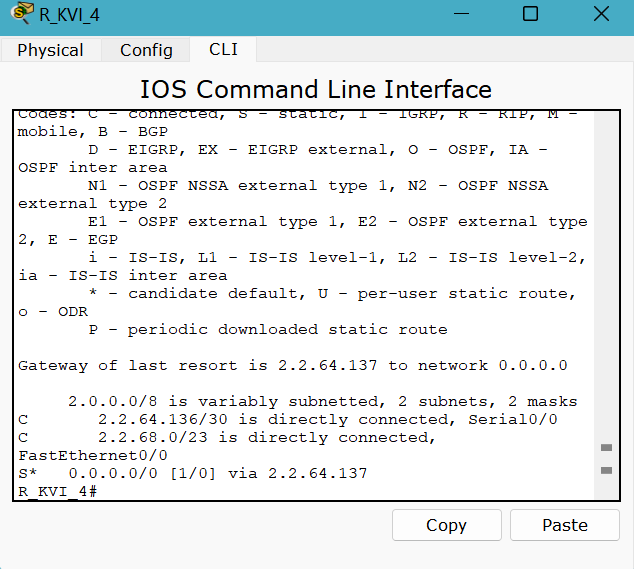 R_KVI_4
Physical Config CLI
IOS Command Line Interface
Codes: C - connected, S - static, I - IGRP, R - RIP, M -
mobile, B - BGP
D - EIGRP, EX - EIGRP external, O - OSPF, IA -
OSPF inter area
N1 - OSPF NSSA external type 1, N2 - OSPF NSSA
external type 2
E1 - OSPF external type 1, E2 - OSPF external type
2, E - EGP
i - IS-IS, L1 - IS-IS level-1, L2 - IS-IS level-2,
ia - IS-IS inter area
* - candidate default, U - per-user static route,
o - ODR
P - periodic downloaded static route
Gateway of last resort is 2.2.64.137 to network 0.0.0.0
2.0.0.0/8 is variably subnetted, 2 subnets, 2 masks
C 2.2.64.136/30 is directly connected, Serial0/0
C 2.2.68.0/23 is directly connected,
FastEthernet0/0
S* 0.0.0.0/0 [1/0] via 2.2.64.137
R_KVI_4#
Copy Paste